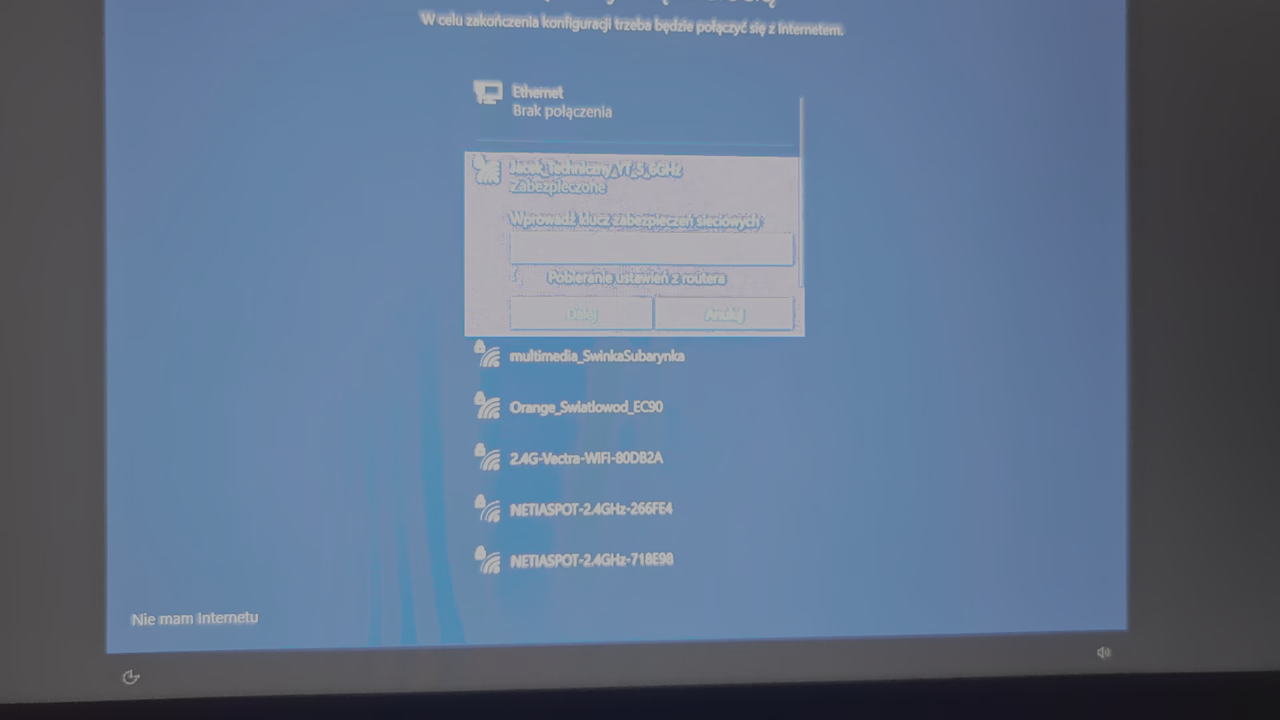 W celu zakończenia konfiguracji trzeba będzie połączyć się z Internetem.
Ethernet
Brak połączenia
Jacek_Techniczny_YT_5_6GHz
Zabezpieczone
Wprowadź klucz zabezpieczeń sieciowych
Pobieranie ustawień z routera
Dalej
Anuluj
multimedia_SwinkaSubarynka
Orange_Swiatlowod_EC90
2.4G-Vectra-WiFi-80DB2A
NETIASPOT-2.4GHz-266FE4
NETIASPOT-2.4GHz-718E98
Nie mam Internetu